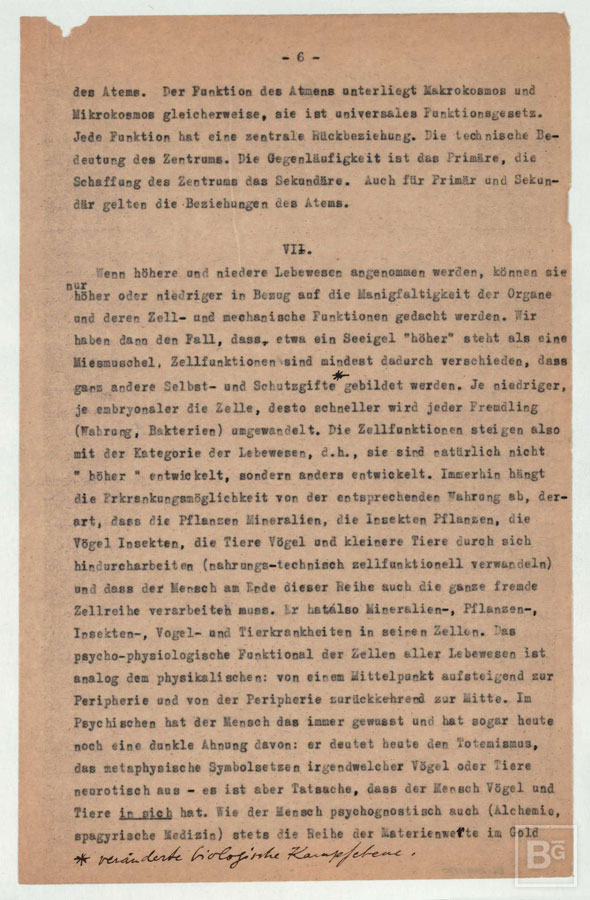 - 6 -
des Atems. Der Funktion des Atmens unterliegt Makrokosmos und
Mikrokosmos gleicherweise, sie ist universales Funktionsgesetz.
Jede Funktion hat eine zentrale Rückbeziehung. Die technische Be-
deutung des Zentrums. Die Gegenläufigkeit ist das Primäre, die
Schaffung des Zentrums das Sekundäre. Auch für Primär und Sekun-
där gelten die Beziehungen des Atems.
VII.
Wenn höhere und niedere Lebewesen angenommen werden, können sie
nur höher oder niedriger in Bezug auf die Manigfaltigkeit der Organe
und deren Zell- und mechanische Funktionen gedacht werden. Wir
haben dann den Fall, dass, etwa ein Seeigel "höher" steht als eine
Miesmuschel. Zellfunktionen sind mindest dadurch verschieden, dass
ganz andere Selbst- und Schutzgifte* gebildet werden. Je niedriger,
je embryonaler die Zelle, desto schneller wird jeder Fremdling
(Nahrung, Bakterien) umgewandelt. Die Zellfunktionen steigen also
mit der Kategorie der Lebewesen, d.h., sie sind natürlich nicht
" höher " entwickelt, sondern anders entwickelt. Immerhin hängt
die Erkrankungsmöglichkeit von der entsprechenden Nahrung ab, der-
art, dass die Pflanzen Mineralien, die Insekten Pflanzen, die
Vögel Insekten, die Tiere Vögel und kleinere Tiere durch sich
hindurcharbeiten (nahrungs-technisch zellfunktionell verwandeln)
und dass der Mensch am Ende dieser Reihe auch die ganze fremde
Zellreihe verarbeiten muss. Er hat also Mineralien-, Pflanzen-,
Insekten-, Vogel- und Tierkrankheiten in seinen Zellen. Das
psycho-physiologische Funktional der Zellen aller Lebewesen ist
analog dem physikalischen: von einem Mittelpunkt aufsteigend zur
Peripherie und von der Peripherie zurückkehrend zur Mitte. Im
Psychischen hat der Mensch das immer gewusst und hat sogar heute
noch eine dunkle Ahnung davon: er deutet heute den Totemismus,
das metaphysische Symbolsetzen irgendwelcher Vögel oder Tiere
neurotisch aus - es ist aber Tatsache, dass der Mensch Vögel und
Tiere in sich hat. Wie der Mensch psychognostisch auch (Alchemie,
spagyrische Medizin) stets die Reihe der Materienwerte im Gold
* veränderte biologische Kampfebene.
BG